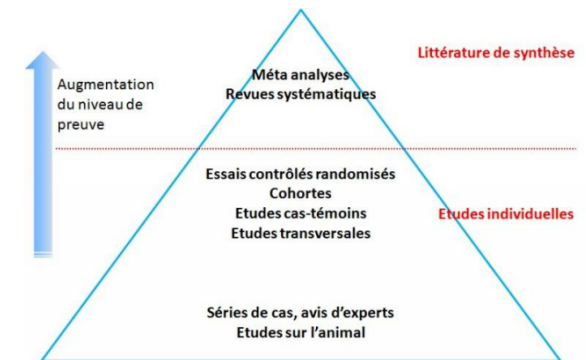 Littérature de synthèse
Méta analyses
Revues systématiques
Augmentation
du niveau de
preuve
Essais contrôlés randomisés
Cohortes
Etudes cas-témoins
Etudes transversales
Etudes individuelles
Séries de cas, avis d'experts
Etudes sur l'animal